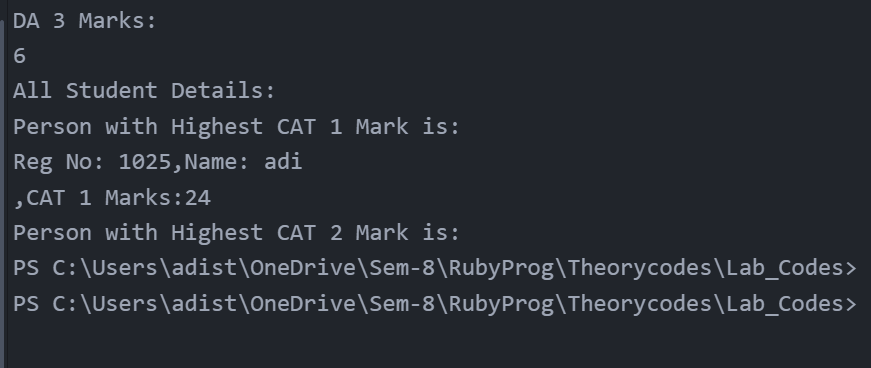 DA 3 Marks:
6
All Student Details:
Person with Highest CAT 1 Mark is:
Reg No: 1025,Name: adi
,CAT 1 Marks:24
Person with Highest CAT 2 Mark is:
PS C:\Users\adist\OneDrive\Sem-8\RubyProg\Theorycodes\Lab_Codes>
PS C:\Users\adist\OneDrive\Sem-8\RubyProg\Theorycodes\Lab_Codes>